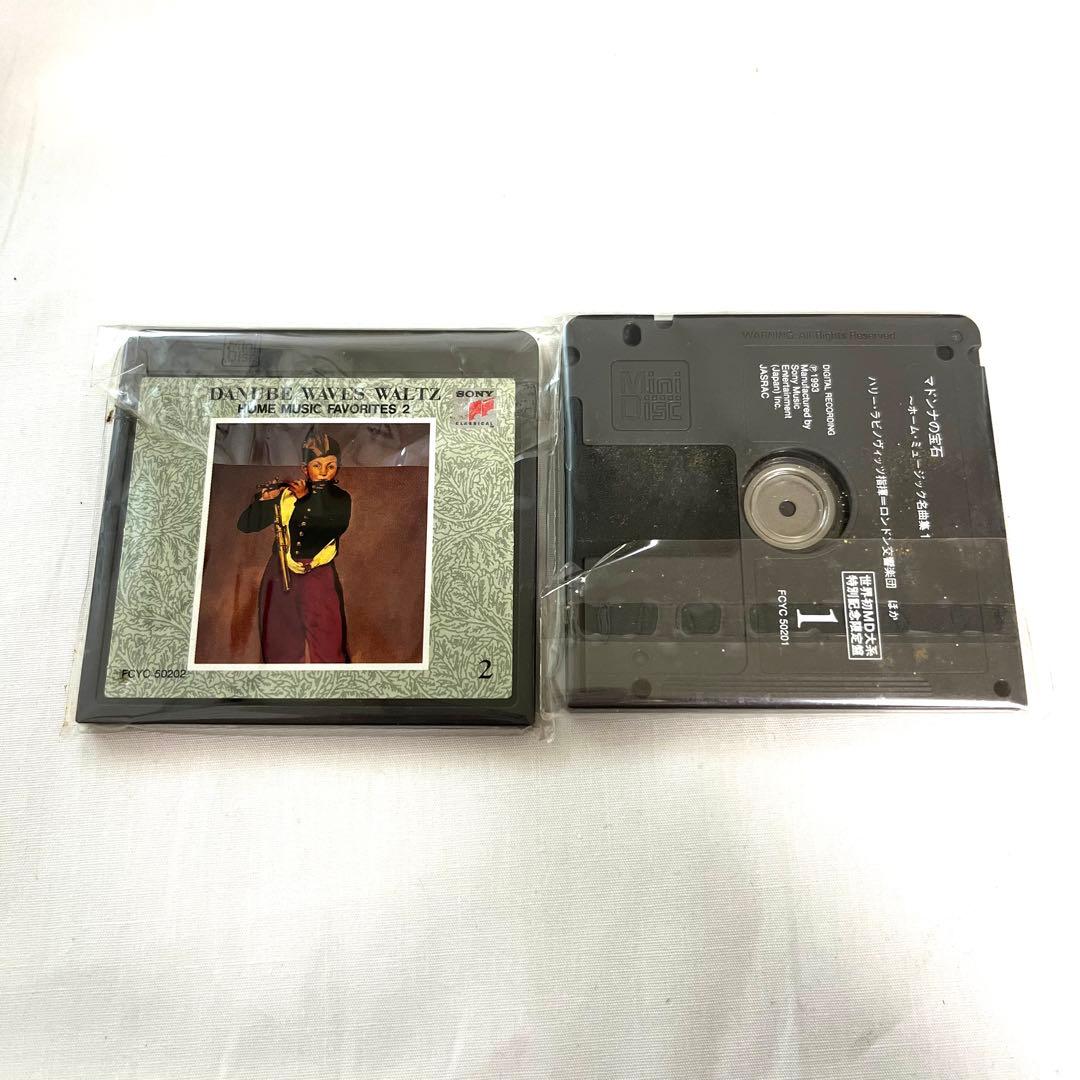 DANUBE WAVES WALTZ
HOME MUSIC FAVORITES 2
SONY
CLASSICAL
FCYC 50202
2
WARNING: All Rights Reserved
Mini
Disc
DIGITAL RECORDING
℗ 1993
Manufactured by
Sony Music
Entertainment
(Japan) Inc.
JASRAC
マドンナの宝石
〜ホーム・ミュージック名曲集1
ハリー・ラビノヴィッツ指揮=ロンドン交響楽団 ほか
世界初MD大系
特別記念限定盤
1
FCYC 50201